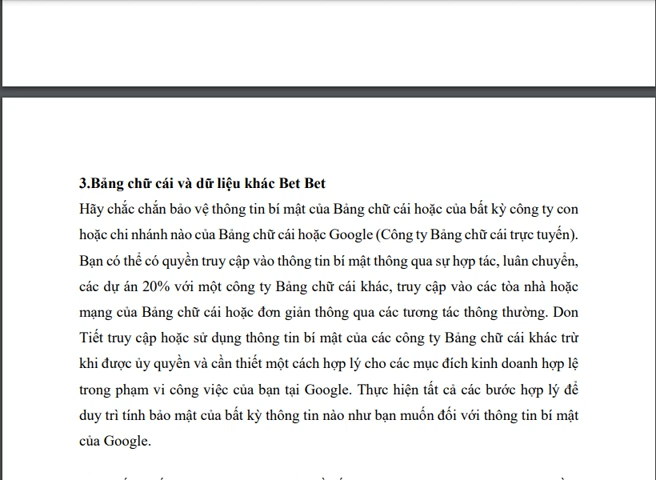 3.Bảng chữ cái và dữ liệu khác Bet Bet
Hãy chắc chắn bảo vệ thông tin bí mật của Bảng chữ cái hoặc của bất kỳ công ty con
hoặc chi nhánh nào của Bảng chữ cái hoặc Google (Công ty Bảng chữ cái trực tuyến).
Bạn có thể có quyền truy cập vào thông tin bí mật thông qua sự hợp tác, luân chuyển,
các dự án 20% với một công ty Bảng chữ cái khác, truy cập vào các tòa nhà hoặc
mạng của Bảng chữ cái hoặc đơn giản thông qua các tương tác thông thường. Don
Tiết truy cập hoặc sử dụng thông tin bí mật của các công ty Bảng chữ cái khác trừ
khi được ủy quyền và cần thiết một cách hợp lý cho các mục đích kinh doanh hợp lệ
trong phạm vi công việc của bạn tại Google. Thực hiện tất cả các bước hợp lý để
duy trì tính bảo mật của bất kỳ thông tin nào như bạn muốn đối với thông tin bí mật
của Google.